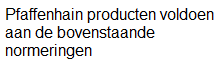 Pfaffenhain producten voldoen
aan de bovenstaande
normeringen